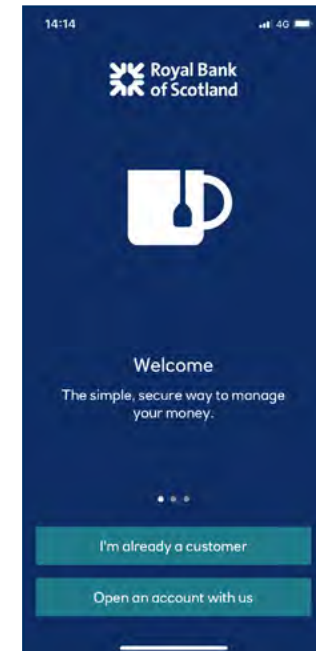 14:14
4G
Royal Bank
of Scotland
Welcome
The simple, secure way to manage
your money.
I'm already a customer
Open an account with us